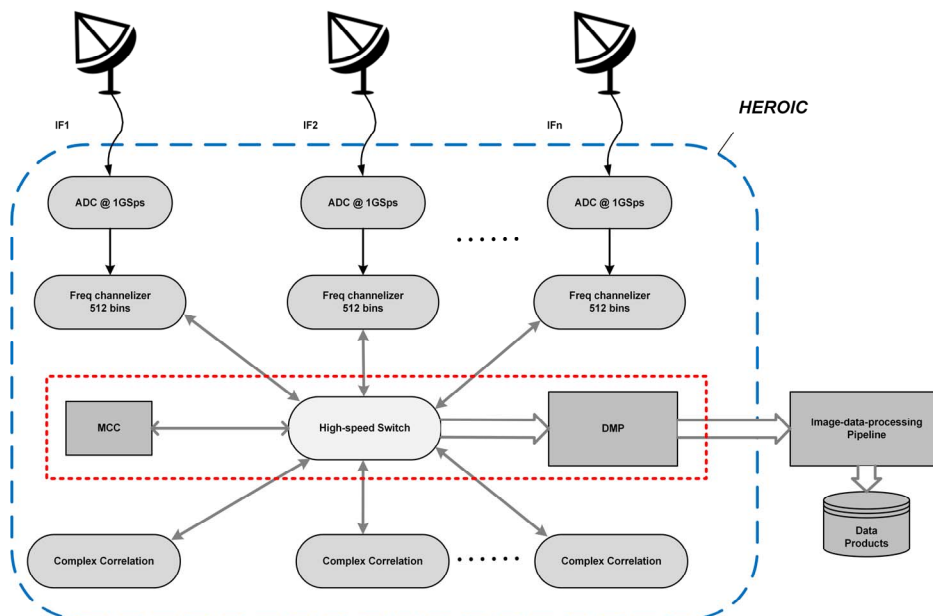 HEROIC
IF1
IF2
IFn
ADC @ 1GSps
ADC @ 1GSps
ADC @ 1GSps
Freq channelizer
512 bins
Freq channelizer
512 bins
Freq channelizer
512 bins
MCC
High-speed Switch
DMP
Image-data-processing
Pipeline
Data
Products
Complex Correlation
Complex Correlation
Complex Correlation